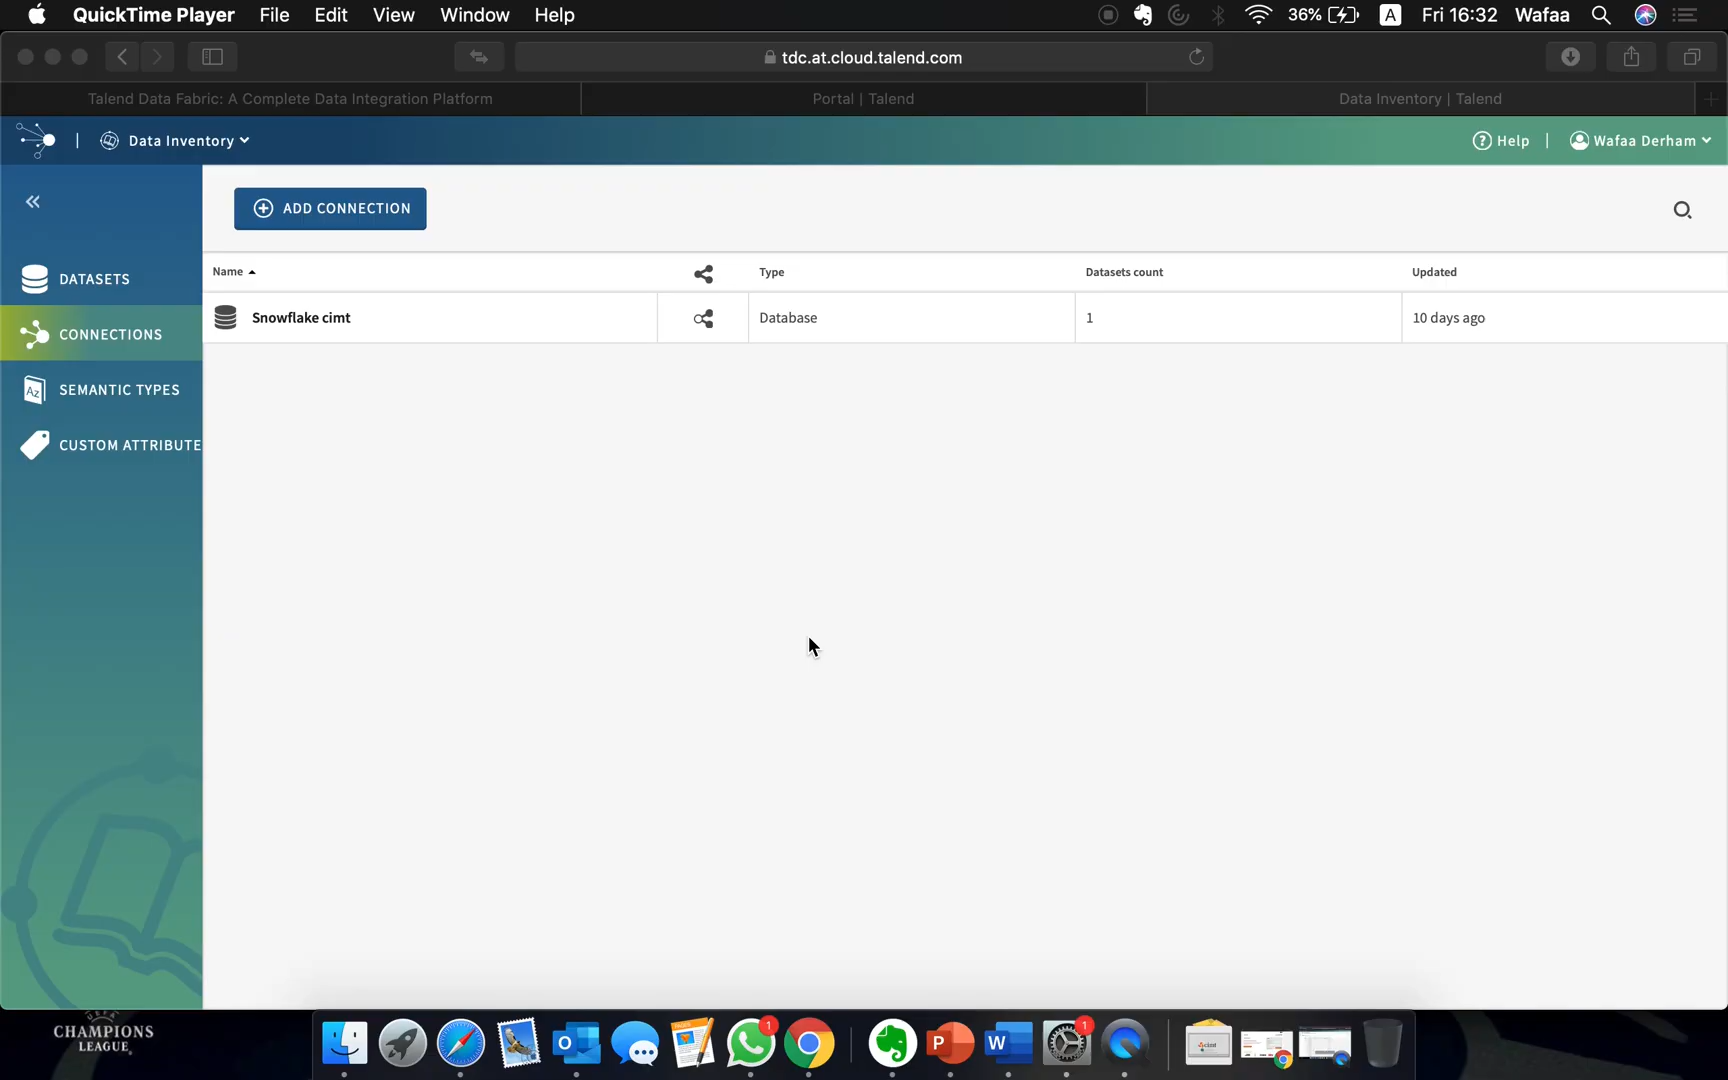 QuickTime Player File Edit View Window Help 36% A Fri 16:32 Wafaa
tdc.at.cloud.talend.com
Talend Data Fabric: A Complete Data Integration Platform Portal | Talend Data Inventory | Talend
Data Inventory Help Wafaa Derham
ADD CONNECTION
DATASETS
CONNECTIONS
SEMANTIC TYPES
CUSTOM ATTRIBUTE
Name Type Datasets count Updated
Snowflake cimt Database 1 10 days ago
CHAMPIONS
LEAGUE